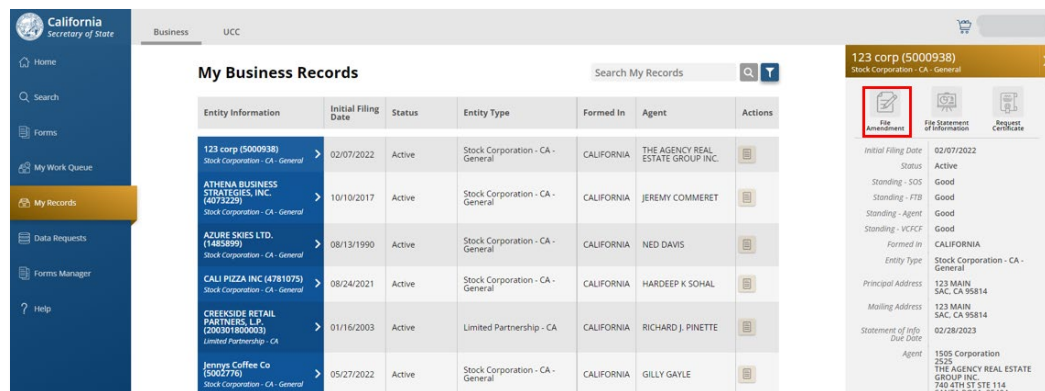 California
Secretary of State
Business
UCC
Home
Search
Forms
My Work Queue
My Records
Data Requests
Forms Manager
? Help
My Business Records
Search My Records
Entity Information
Initial Filing
Date
Status
Entity Type
Formed In
Agent
Actions
123 corp (5000938)
Stock Corporation - CA - General
02/07/2022
Active
Stock Corporation - CA -
General
CALIFORNIA
THE AGENCY REAL
ESTATE GROUP INC.
ATHENA BUSINESS
STRATEGIES, INC.
(4073229)
Stock Corporation - CA - General
10/10/2017
Active
Stock Corporation - CA -
General
CALIFORNIA
JEREMY COMMERET
AZURE SKIES LTD.
(1485899)
Stock Corporation - CA - General
08/13/1990
Active
Stock Corporation - CA -
General
CALIFORNIA
NED DAVIS
CALI PIZZA INC (4781075)
Stock Corporation - CA - General
08/24/2021
Active
Stock Corporation - CA -
General
CALIFORNIA
HARDEEP K SOHAL
CREEKSIDE RETAIL
PARTNERS, L.P.
(200301800003)
Limited Partnership - CA
01/16/2003
Active
Limited Partnership - CA
CALIFORNIA
RICHARD J. PINETTE
Jennys Coffee Co
(5002776)
Stock Corporation - CA - General
05/27/2022
Active
Stock Corporation - CA -
General
CALIFORNIA
GILLY GAYLE
123 corp (5000938)
Stock Corporation - CA - General
File
Amendment
File Statement
of Information
Request
Certificate
Initial Filing Date 02/07/2022
Status Active
Standing - SOS Good
Standing - FTB Good
Standing - Agent Good
Standing - VCFCF Good
Formed In CALIFORNIA
Entity Type Stock Corporation - CA -
General
Principal Address 123 MAIN
SAC, CA 95814
Mailing Address 123 MAIN
SAC, CA 95814
Statement of Info 02/28/2023
Due Date
Agent 1505 Corporation
2525
THE AGENCY REAL ESTATE
GROUP INC.
740 4TH ST STE 114